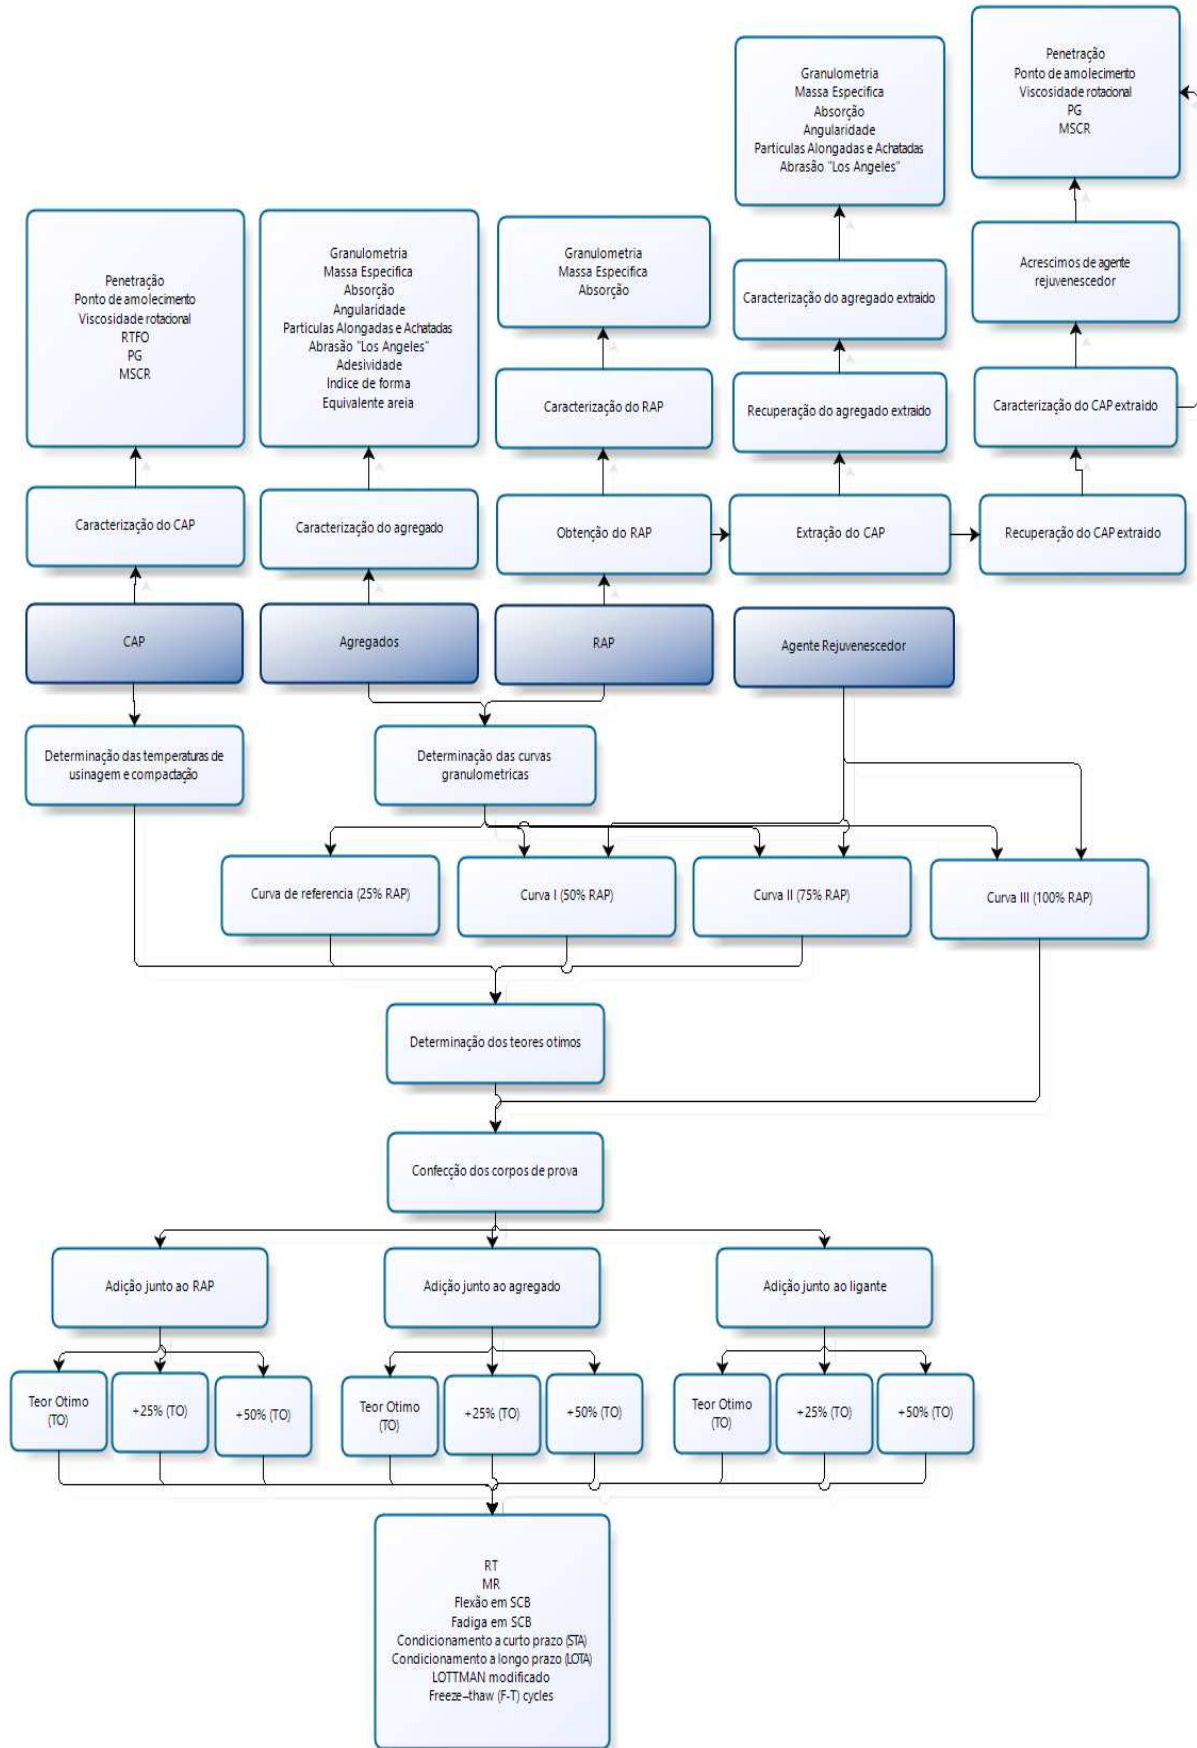 Penetração
Ponto de amolecimento
Viscosidade rotacional
PG
MSCR
Granulometria
Massa Especifica
Absorção
Angularidade
Particulas Alongadas e Achatadas
Abrasão "Los Angeles"
Penetração
Ponto de amolecimento
Viscosidade rotacional
RTFO
PG
MSCR
Granulometria
Massa Especifica
Absorção
Angularidade
Particulas Alongadas e Achatadas
Abrasão "Los Angeles"
Adesividade
Indice de forma
Equivalente areia
Granulometria
Massa Especifica
Absorção
Caracterização do agregado extraido
Acrescimos de agente
rejuvenescedor
Caracterização do RAP
Recuperação do agregado extraido
Caracterização do CAP extraido
Caracterização do CAP
Caracterização do agregado
Obtenção do RAP
Extração do CAP
Recuperação do CAP extraido
CAP
Agregados
RAP
Agente Rejuvenescedor
Determinação das temperaturas de
usinagem e compactação
Determinação das curvas
granulometricas
Curva de referencia (25% RAP)
Curva I (50% RAP)
Curva II (75% RAP)
Curva III (100% RAP)
Determinação dos teores otimos
Confecção dos corpos de prova
Adição junto ao RAP
Adição junto ao agregado
Adição junto ao ligante
Teor Otimo
(TO)
+25% (TO)
+50% (TO)
Teor Otimo
(TO)
+25% (TO)
+50% (TO)
Teor Otimo
(TO)
+25% (TO)
+50% (TO)
RT
MR
Flexão em SCB
Fadiga em SCB
Condicionamento a curto prazo (STA)
Condicionamento a longo prazo (LOTA)
LOTTMAN modificado
Freeze–thaw (F-T) cycles